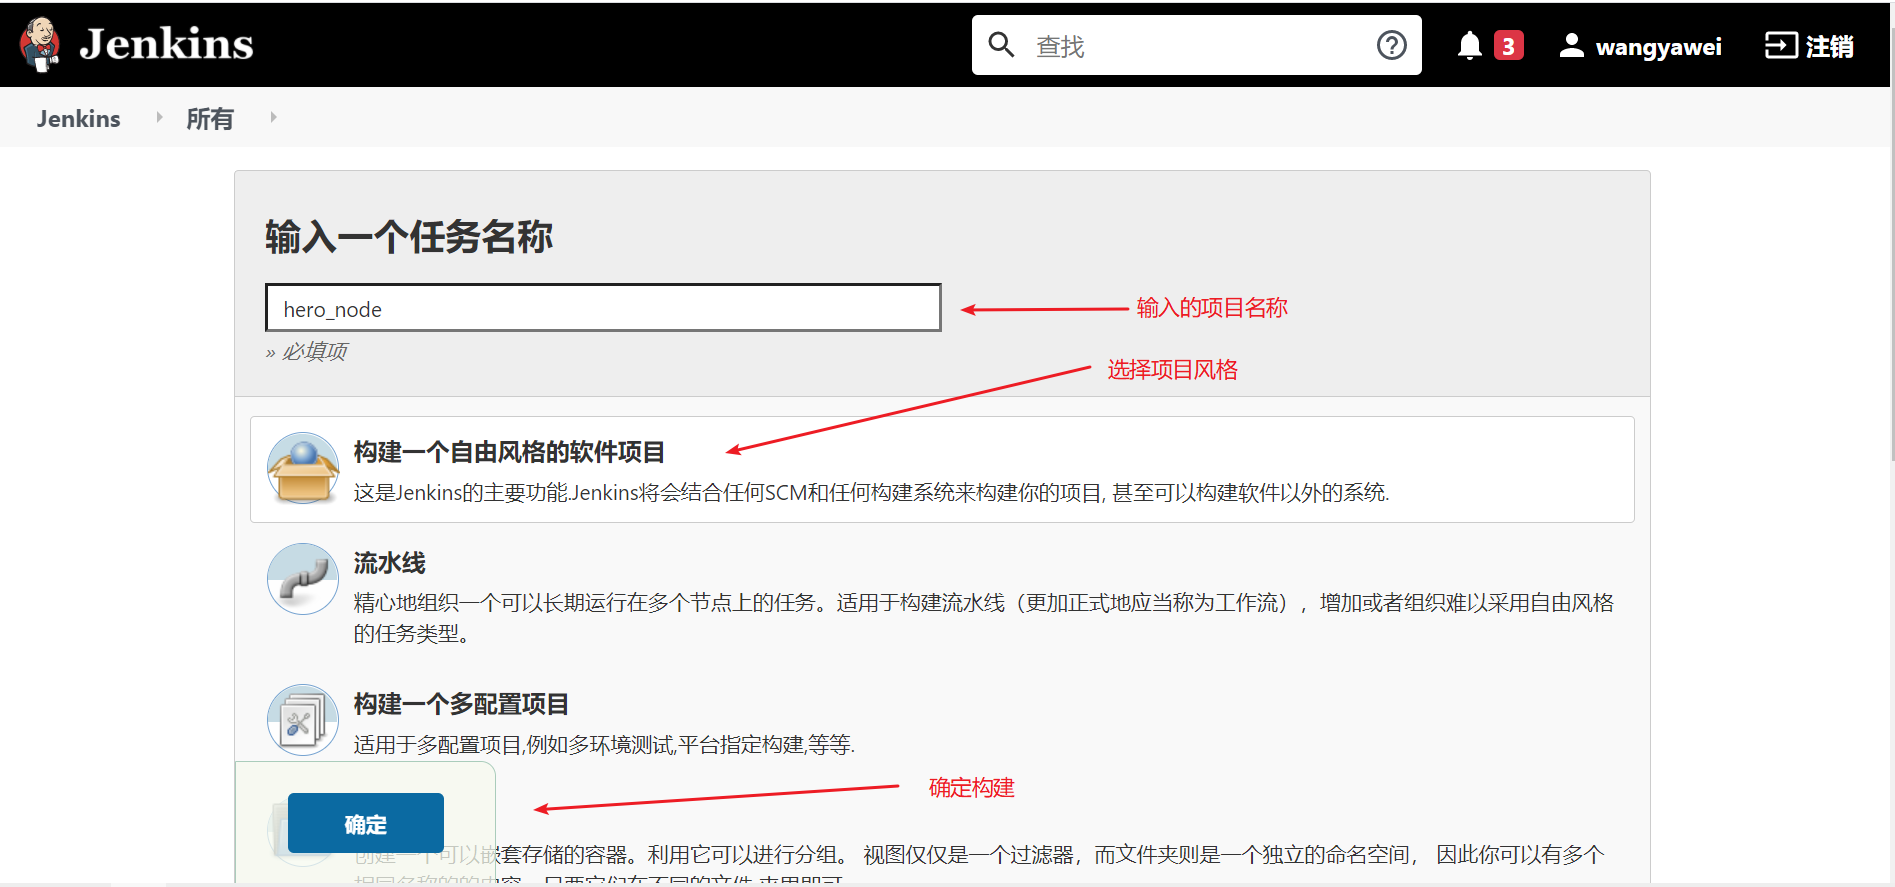 Jenkins
查找
3
wangyawei
注销
Jenkins
所有
输入一个任务名称
hero_node
输入的项目名称
» 必填项
选择项目风格
构建一个自由风格的软件项目
这是Jenkins的主要功能.Jenkins将会结合任何SCM和任何构建系统来构建你的项目, 甚至可以构建软件以外的系统.
流水线
精心地组织一个可以长期运行在多个节点上的任务。适用于构建流水线（更加正式地应当称为工作流），增加或者组织难以采用自由风格
的任务类型。
构建一个多配置项目
适用于多配置项目,例如多环境测试,平台指定构建,等等.
确定构建
确定
创建一个可以嵌套存储的容器。利用它可以进行分组。 视图仅仅是一个过滤器，而文件夹则是一个独立的命名空间， 因此你可以有多个